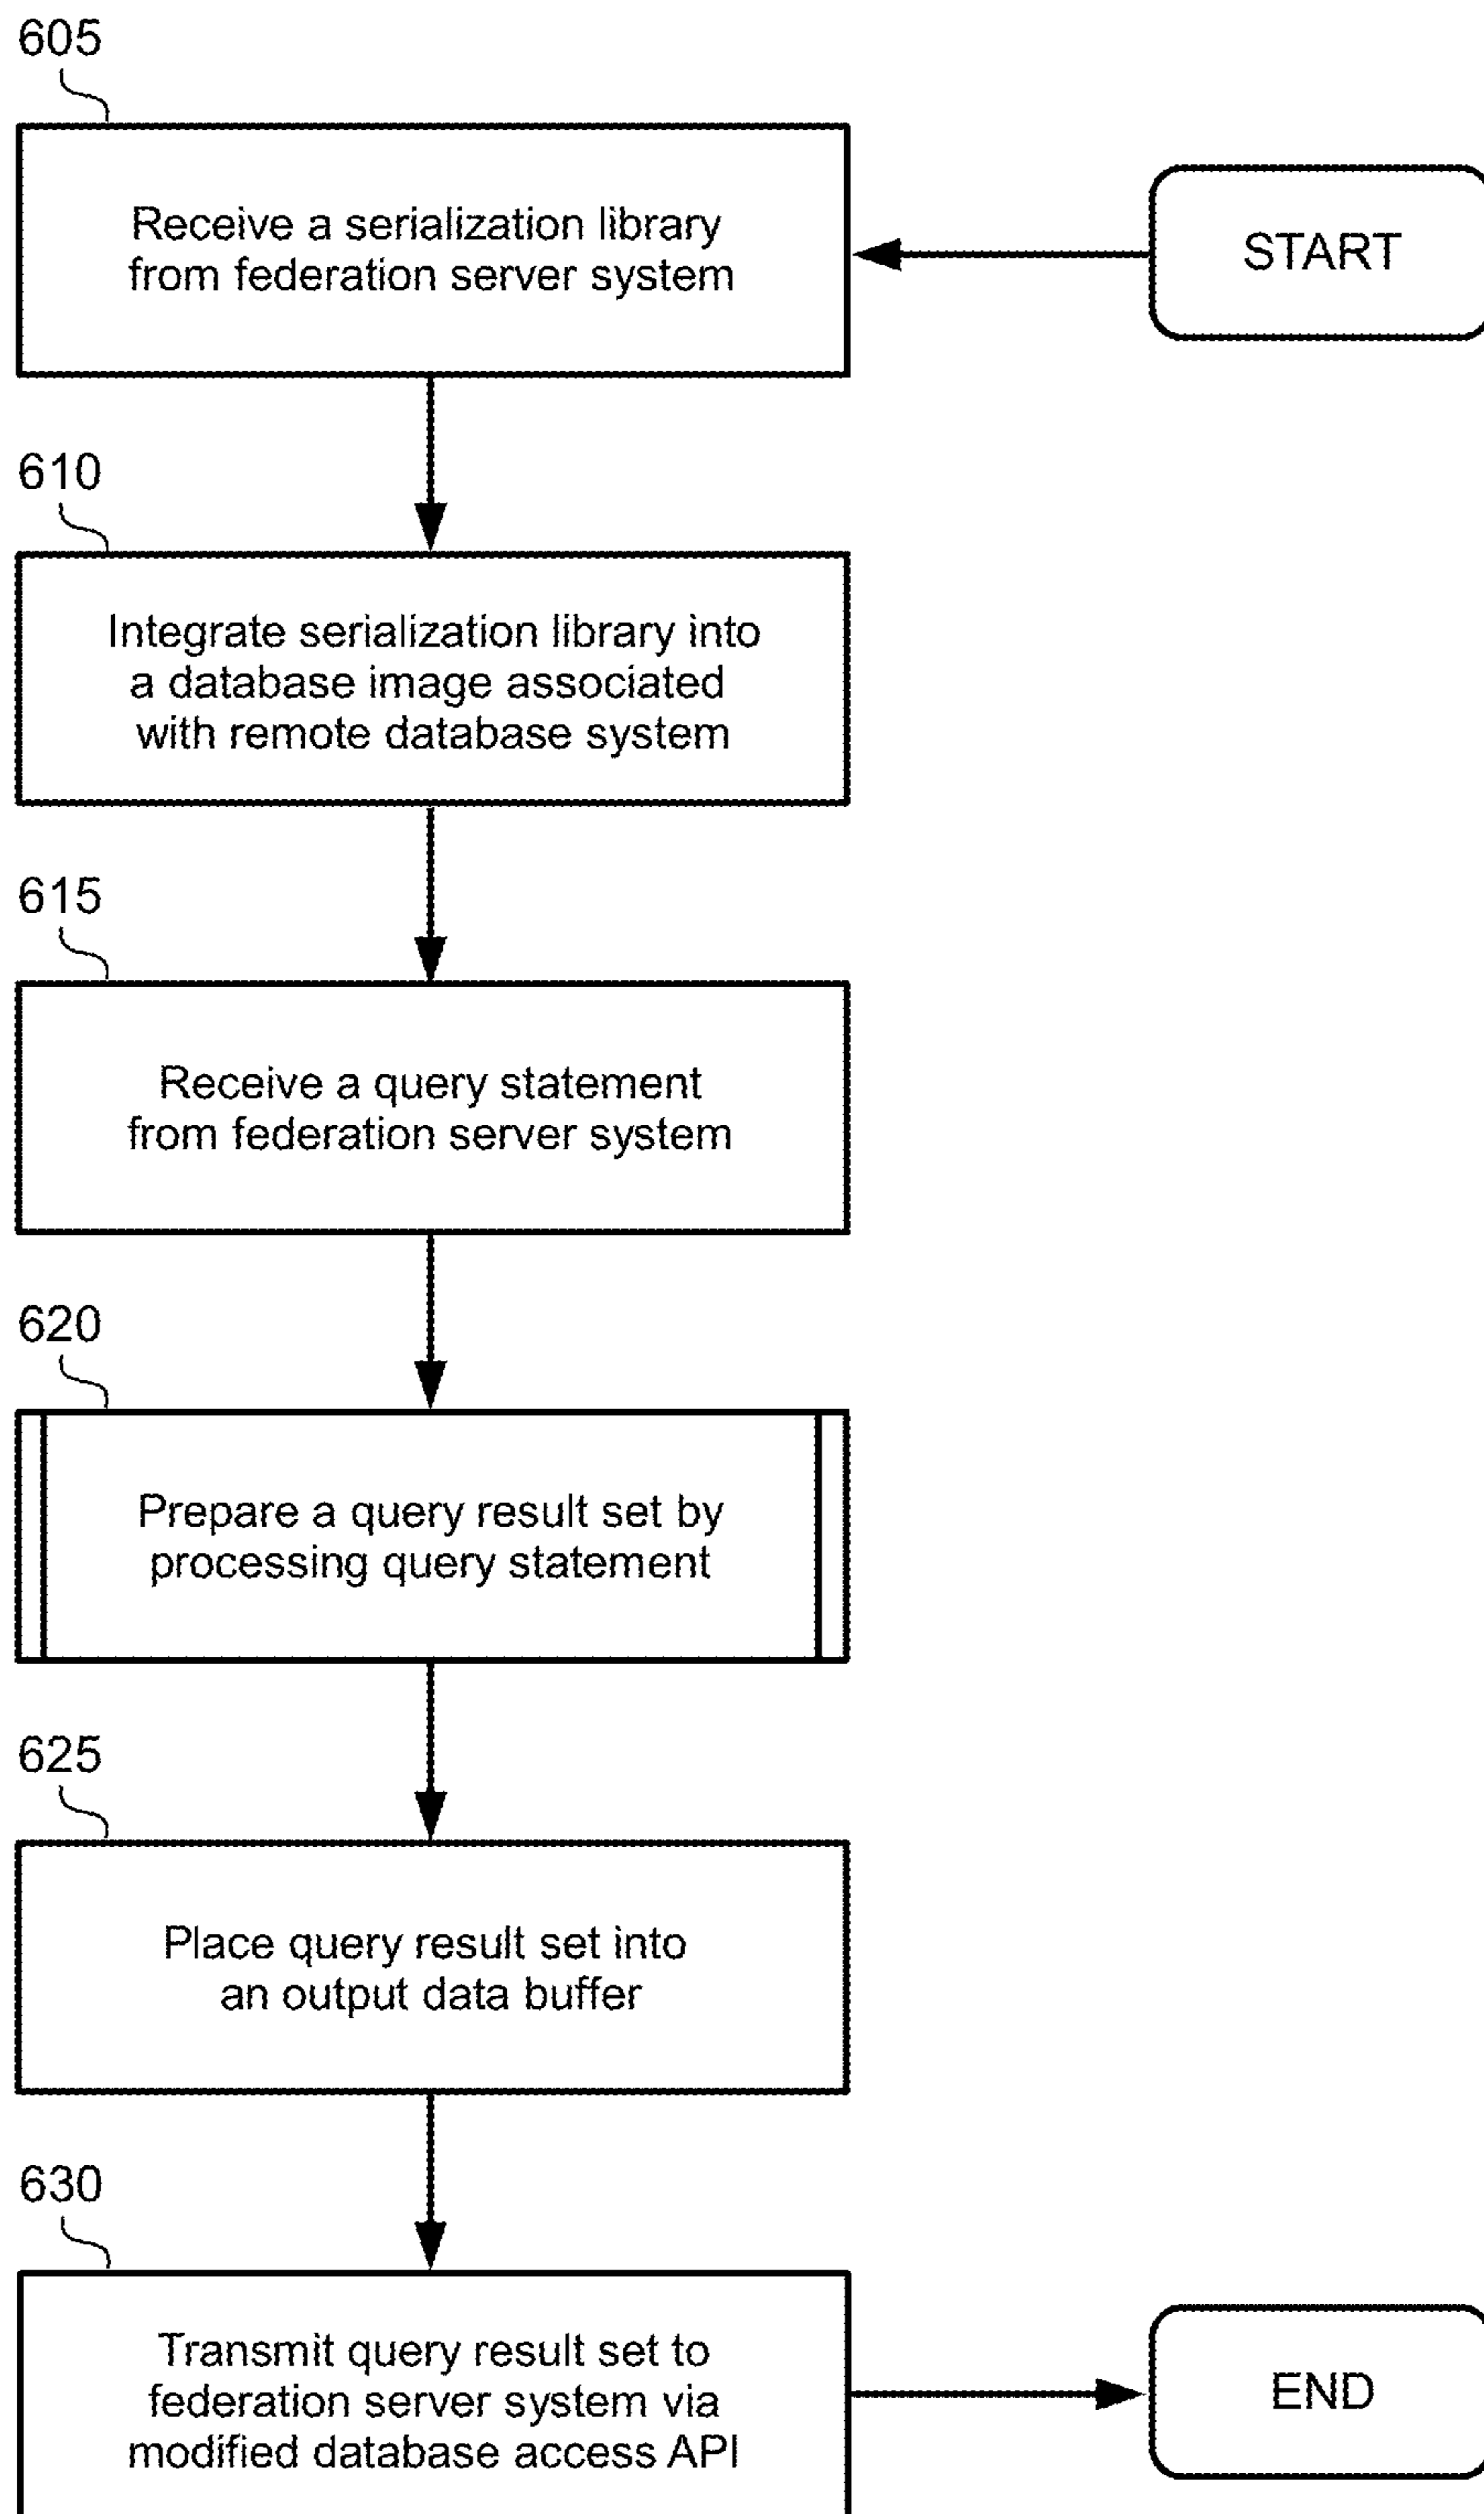 605
Receive a serialization library
from federation server system
START
610
Integrate serialization library into
a database image associated
with remote database system
615
Receive a query statement
from federation server system
620
Prepare a query result set by
processing query statement
625
Place query result set into
an output data buffer
630
Transmit query result set to
federation server system via
modified database access API
END